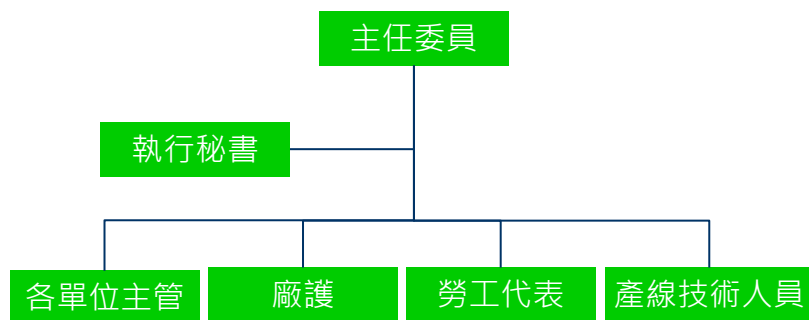 主任委員
執行秘書
各單位主管
廠護
勞工代表
產線技術人員